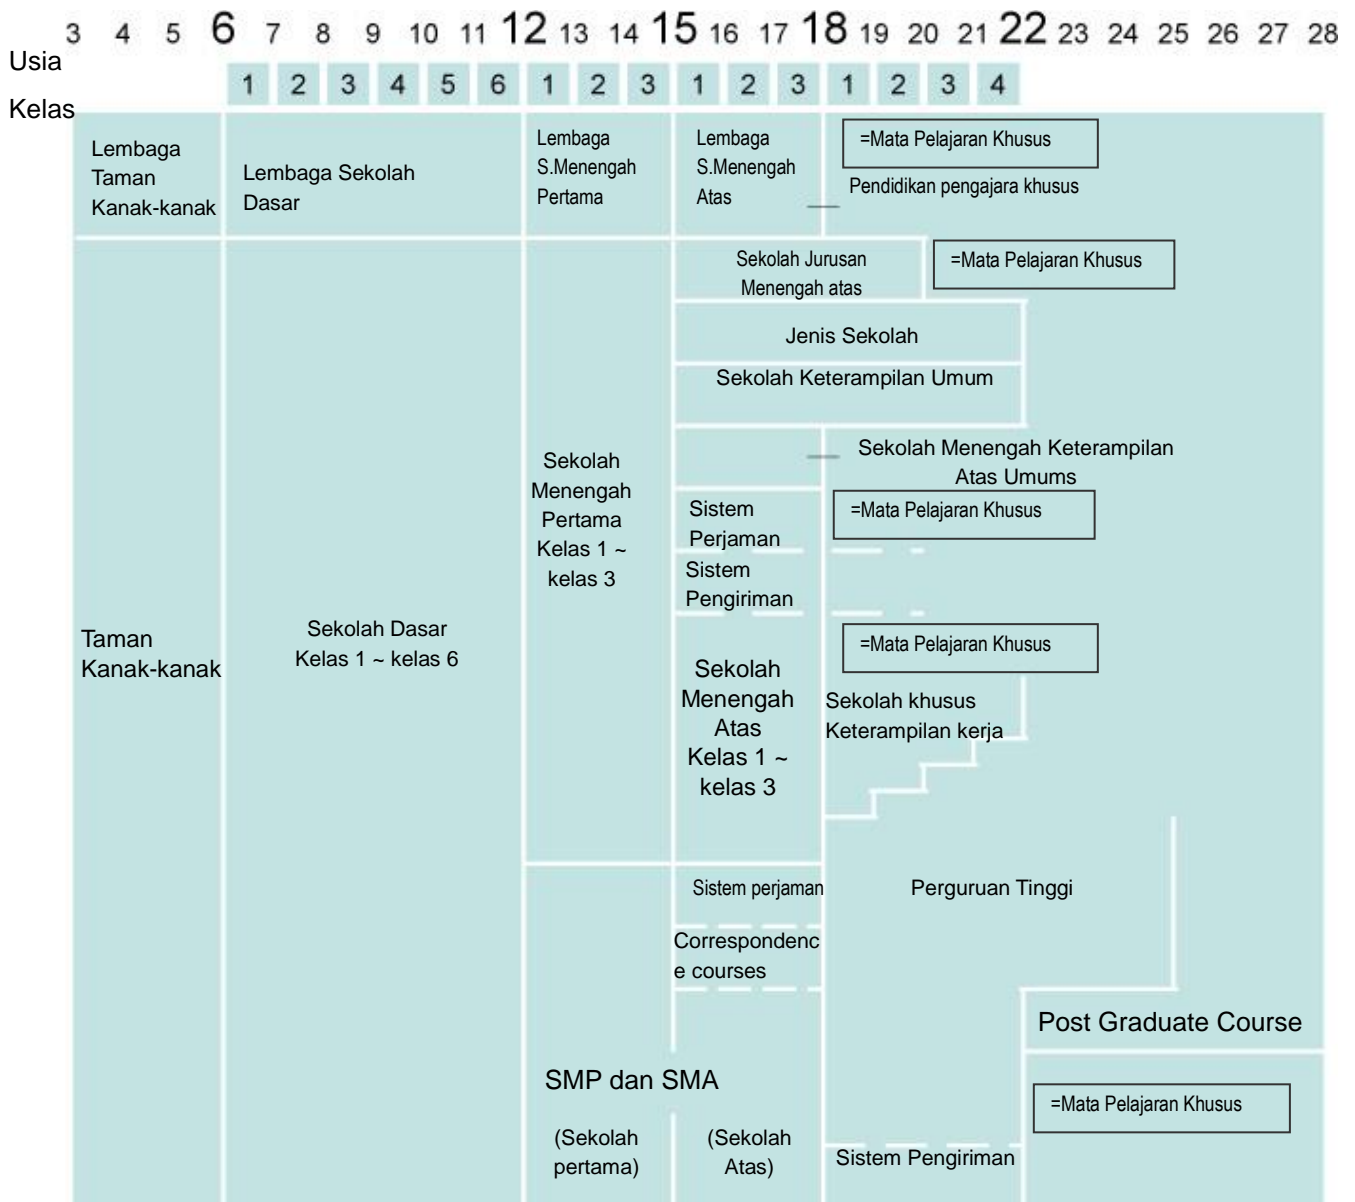 3 4 5 6 7 8 9 10 11 12 13 14 15 16 17 18 19 20 21 22 23 24 25 26 27 28
Usia
1 2 3 4 5 6 1 2 3 1 2 3 1 2 3 4
Kelas
Lembaga
Taman
Kanak-kanak
Lembaga Sekolah
Dasar
Lembaga
S.Menengah
Pertama
Lembaga
S.Menengah
Atas
=Mata Pelajaran Khusus
Pendidikan pengajara khusus
Sekolah Jurusan
Menengah atas
=Mata Pelajaran Khusus
Jenis Sekolah
Sekolah Keterampilan Umum
Sekolah Menengah Keterampilan
Atas Umums
Sekolah
Menengah
Pertama
Kelas 1 ~
kelas 3
Sistem
Perjaman
=Mata Pelajaran Khusus
Sistem
Pengiriman
Taman
Kanak-kanak
Sekolah Dasar
Kelas 1 ~ kelas 6
Sekolah
Menengah
Atas
Kelas 1 ~
kelas 3
=Mata Pelajaran Khusus
Sekolah khusus
Keterampilan kerja
Sistem perjaman
Perguruan Tinggi
Correspondenc
e courses
Post Graduate Course
SMP dan SMA
=Mata Pelajaran Khusus
(Sekolah
pertama)
(Sekolah
Atas)
Sistem Pengiriman